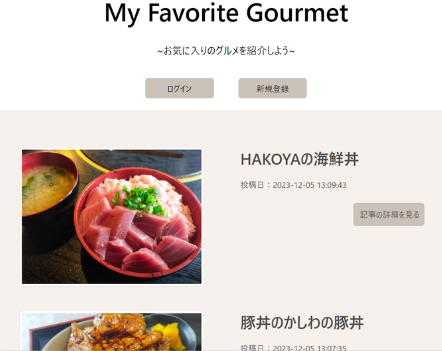 My Favorite Gourmet
~お気に入りのグルメを紹介しよう~
ログイン
新規登録
HAKOYAの海鮮丼
投稿日：2023-12-05 13:09:43
記事の詳細を見る
豚丼のかしわの豚丼
投稿日：2023-12-05 13:07:35